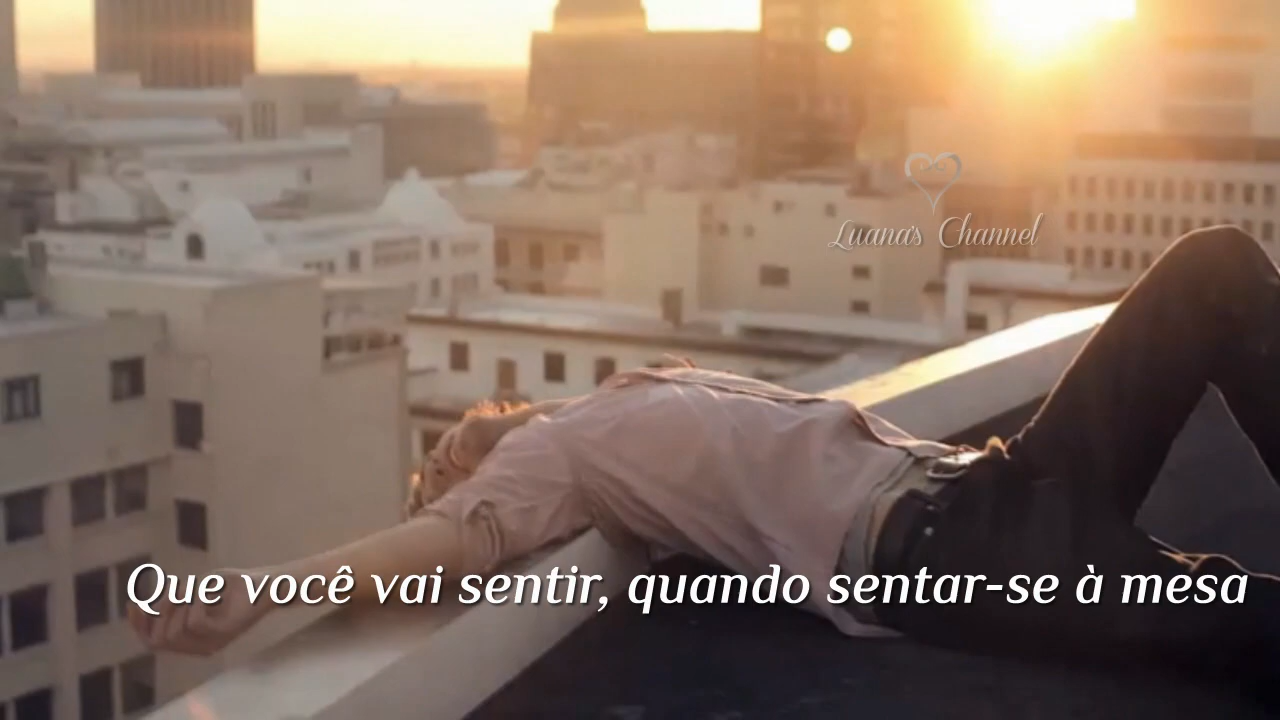 Luana's Channel
Que você vai sentir, quando sentar-se à mesa